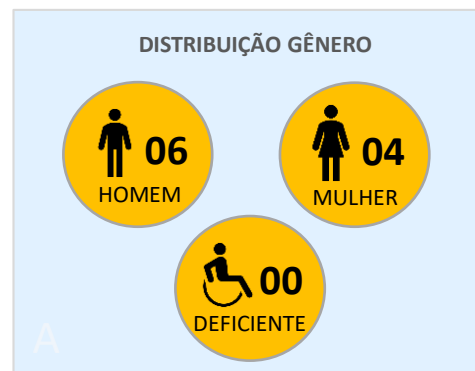 DISTRIBUIÇÃO GÊNERO
06
HOMEM
04
MULHER
00
DEFICIENTE
A